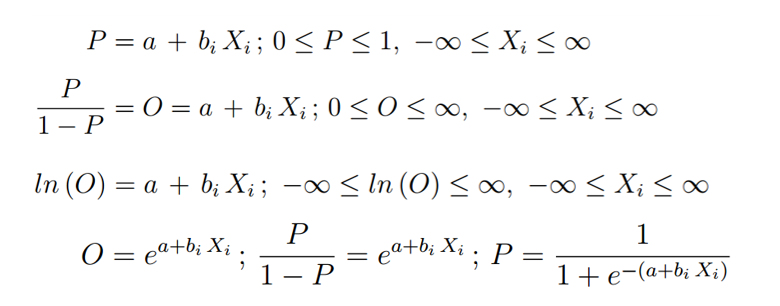 P = a + b_i X_i ; 0 ≤ P ≤ 1, −∞ ≤ X_i ≤ ∞
P / (1 − P) = O = a + b_i X_i ; 0 ≤ O ≤ ∞, −∞ ≤ X_i ≤ ∞
ln (O) = a + b_i X_i ; −∞ ≤ ln (O) ≤ ∞, −∞ ≤ X_i ≤ ∞
O = e^{a+b_i X_i} ; P / (1 − P) = e^{a+b_i X_i} ; P = 1 / (1 + e^{−(a+b_i X_i)})